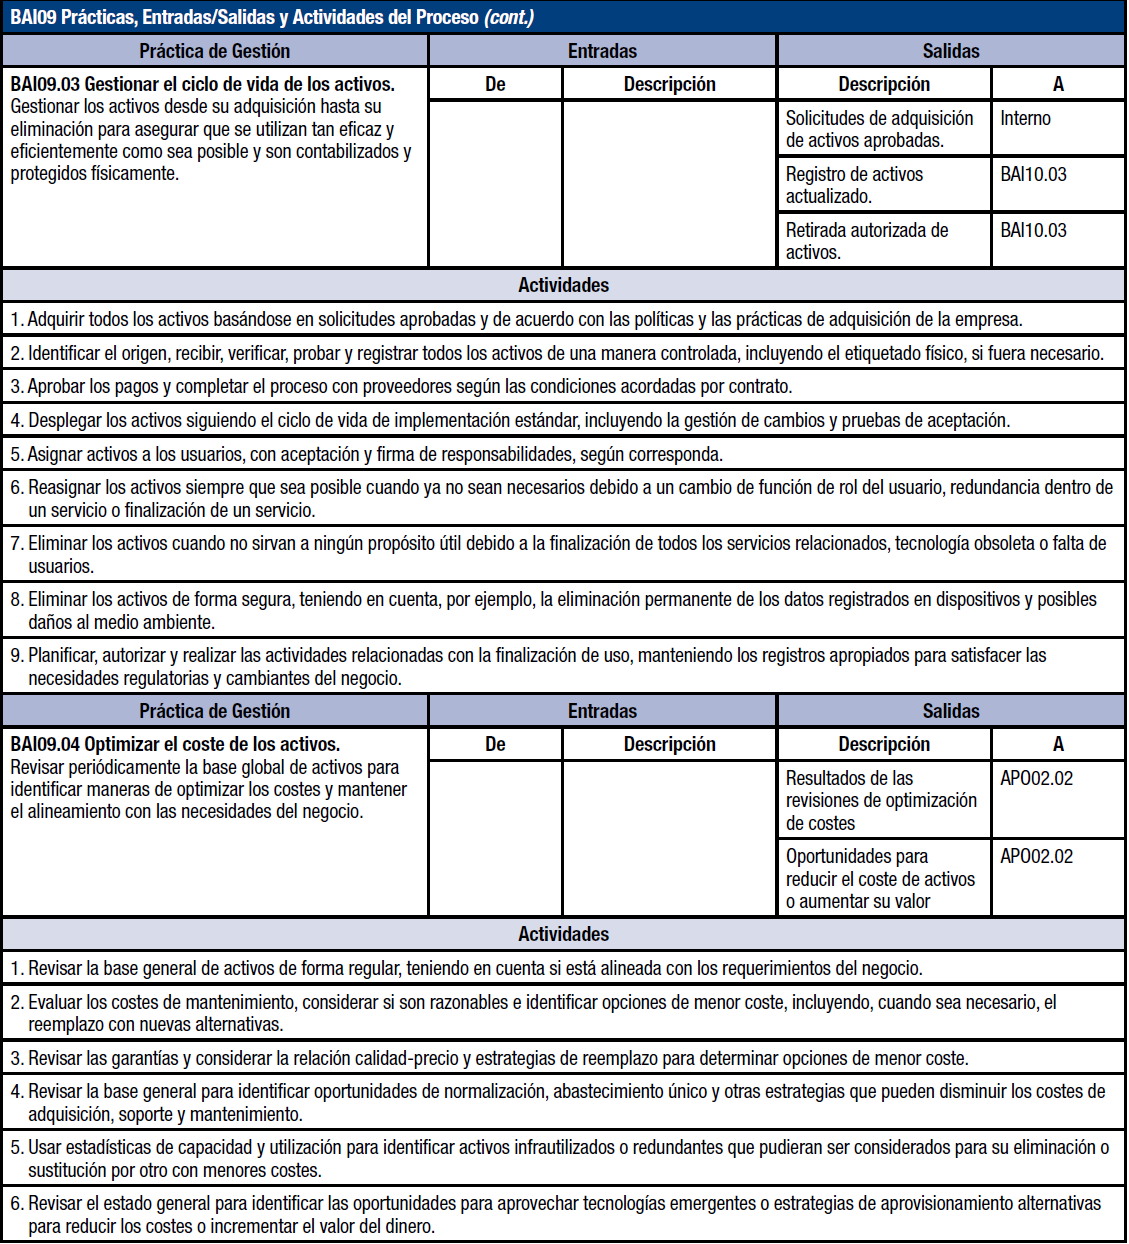 BAI09 Prácticas, Entradas/Salidas y Actividades del Proceso (cont.)
Práctica de Gestión Entradas Salidas
BAI09.03 Gestionar el ciclo de vida de los activos.
Gestionar los activos desde su adquisición hasta su
eliminación para asegurar que se utilizan tan eficaz y
eficientemente como sea posible y son contabilizados y
protegidos físicamente.
De Descripción Descripción A
Solicitudes de adquisición
de activos aprobadas.
Interno
Registro de activos
actualizado.
BAI10.03
Retirada autorizada de
activos.
BAI10.03
Actividades
1. Adquirir todos los activos basándose en solicitudes aprobadas y de acuerdo con las políticas y las prácticas de adquisición de la empresa.
2. Identificar el origen, recibir, verificar, probar y registrar todos los activos de una manera controlada, incluyendo el etiquetado físico, si fuera necesario.
3. Aprobar los pagos y completar el proceso con proveedores según las condiciones acordadas por contrato.
4. Desplegar los activos siguiendo el ciclo de vida de implementación estándar, incluyendo la gestión de cambios y pruebas de aceptación.
5. Asignar activos a los usuarios, con aceptación y firma de responsabilidades, según corresponda.
6. Reasignar los activos siempre que sea posible cuando ya no sean necesarios debido a un cambio de función de rol del usuario, redundancia dentro de
un servicio o finalización de un servicio.
7. Eliminar los activos cuando no sirvan a ningún propósito útil debido a la finalización de todos los servicios relacionados, tecnología obsoleta o falta de
usuarios.
8. Eliminar los activos de forma segura, teniendo en cuenta, por ejemplo, la eliminación permanente de los datos registrados en dispositivos y posibles
daños al medio ambiente.
9. Planificar, autorizar y realizar las actividades relacionadas con la finalización de uso, manteniendo los registros apropiados para satisfacer las
necesidades regulatorias y cambiantes del negocio.
Práctica de Gestión Entradas Salidas
BAI09.04 Optimizar el coste de los activos.
Revisar periódicamente la base global de activos para
identificar maneras de optimizar los costes y mantener
el alineamiento con las necesidades del negocio.
De Descripción Descripción A
Resultados de las
revisiones de optimización
de costes
APO02.02
Oportunidades para
reducir el coste de activos
o aumentar su valor
APO02.02
Actividades
1. Revisar la base general de activos de forma regular, teniendo en cuenta si está alineada con los requerimientos del negocio.
2. Evaluar los costes de mantenimiento, considerar si son razonables e identificar opciones de menor coste, incluyendo, cuando sea necesario, el
reemplazo con nuevas alternativas.
3. Revisar las garantías y considerar la relación calidad-precio y estrategias de reemplazo para determinar opciones de menor coste.
4. Revisar la base general para identificar oportunidades de normalización, abastecimiento único y otras estrategias que pueden disminuir los costes de
adquisición, soporte y mantenimiento.
5. Usar estadísticas de capacidad y utilización para identificar activos infrautilizados o redundantes que pudieran ser considerados para su eliminación o
sustitución por otro con menores costes.
6. Revisar el estado general para identificar las oportunidades para aprovechar tecnologías emergentes o estrategias de aprovisionamiento alternativas
para reducir los costes o incrementar el valor del dinero.